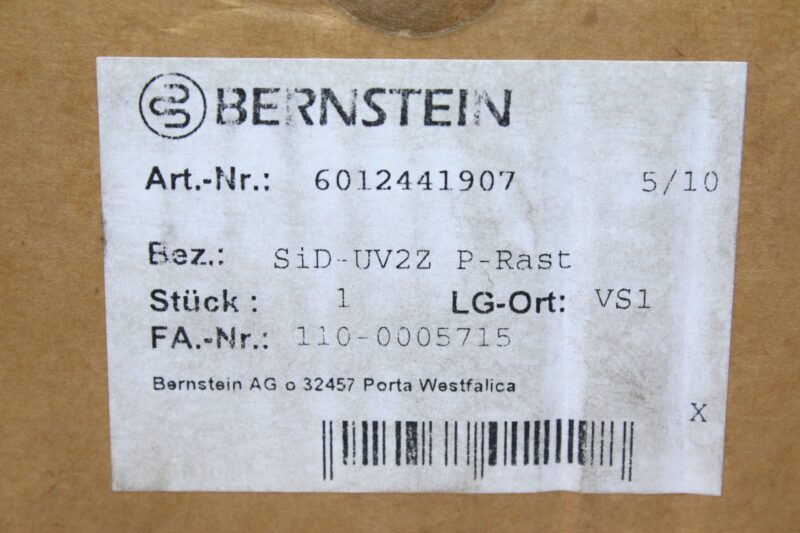 BERNSTEIN
Art.-Nr.: 6012441907 5/10
Bez.: SiD-UV2Z P-Rast
Stück : 1 LG-Ort: VS1
FA.-Nr.: 110-0005715
Bernstein AG o 32457 Porta Westfalica
X